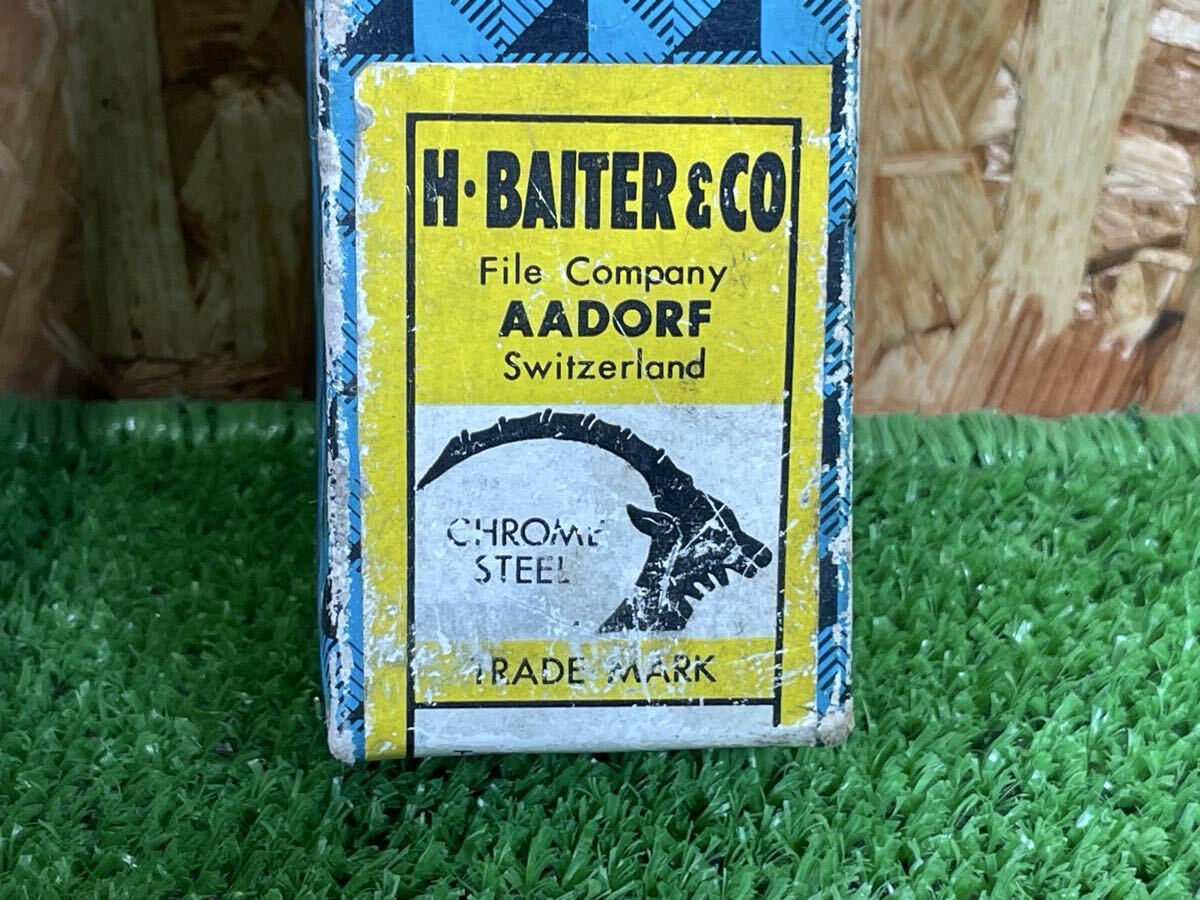 H·BAITER & CO
File Company
AADORF
Switzerland
CHROME
STEEL
TRADE MARK